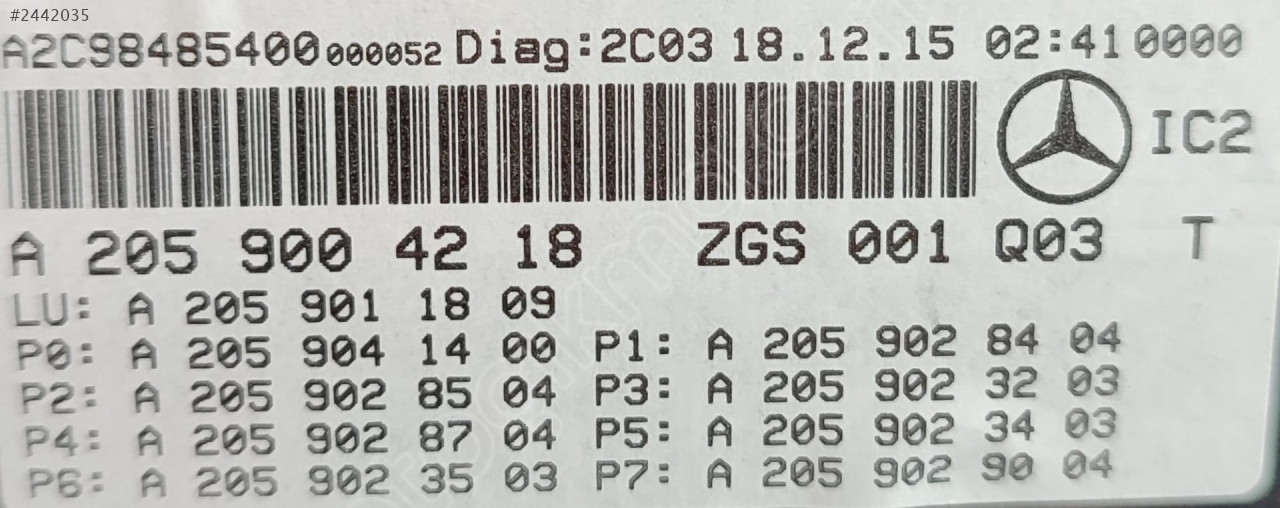 #2442035
A2C98485400000052 Diag:2C03 18.12.15 02:41 0000
IC2
A 205 900 42 18 ZGS 001 Q03 T
LU: A 205 901 18 09
P0: A 205 904 14 00 P1: A 205 902 84 04
P2: A 205 902 85 04 P3: A 205 902 32 03
P4: A 205 902 87 04 P5: A 205 902 34 03
P6: A 205 902 35 03 P7: A 205 902 90 04